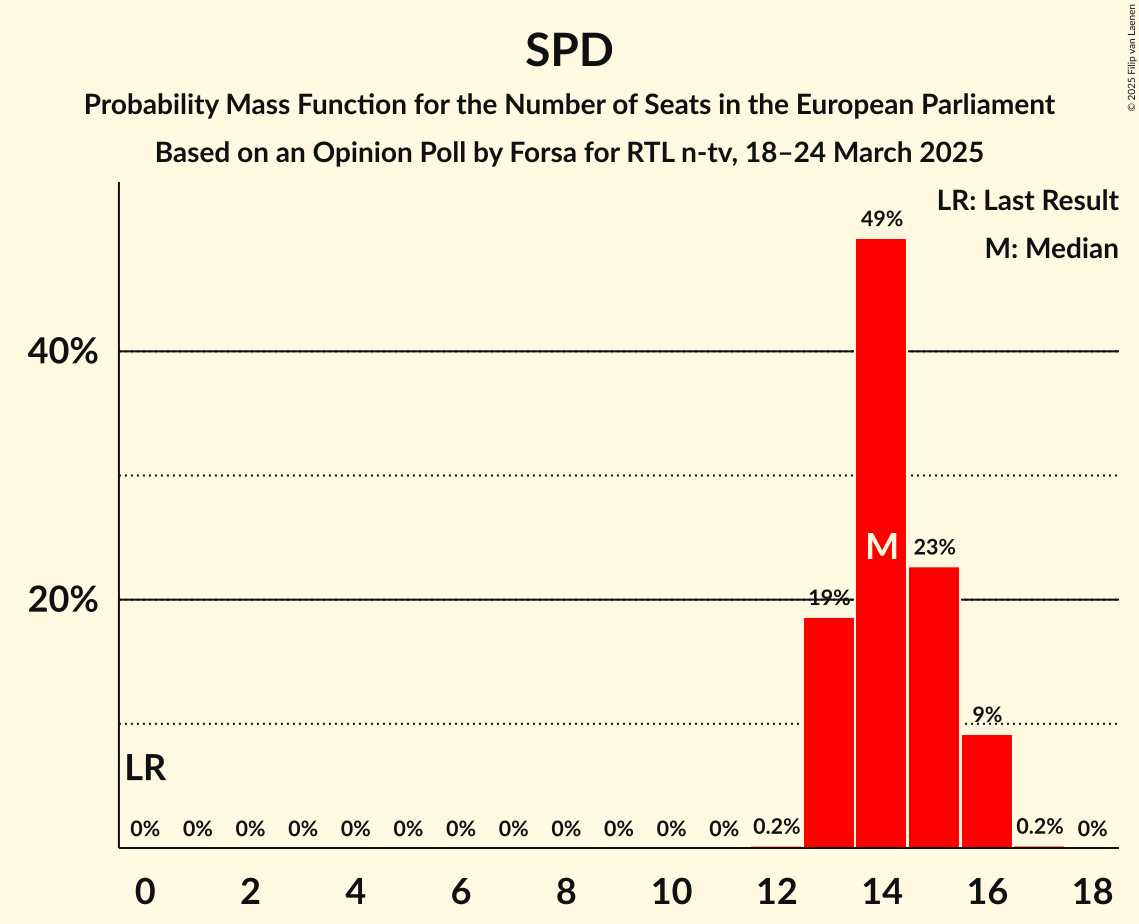 SPD
Probability Mass Function for the Number of Seats in the European Parliament
Based on an Opinion Poll by Forsa for RTL n-tv, 18–24 March 2025
© 2025 Filip van Laenen
LR: Last Result
M: Median
49%
40%
M
23%
20%
19%
9%
LR
0% 0% 0% 0% 0% 0% 0% 0% 0% 0% 0% 0% 0.2% 0.2% 0%
0 2 4 6 8 10 12 14 16 18